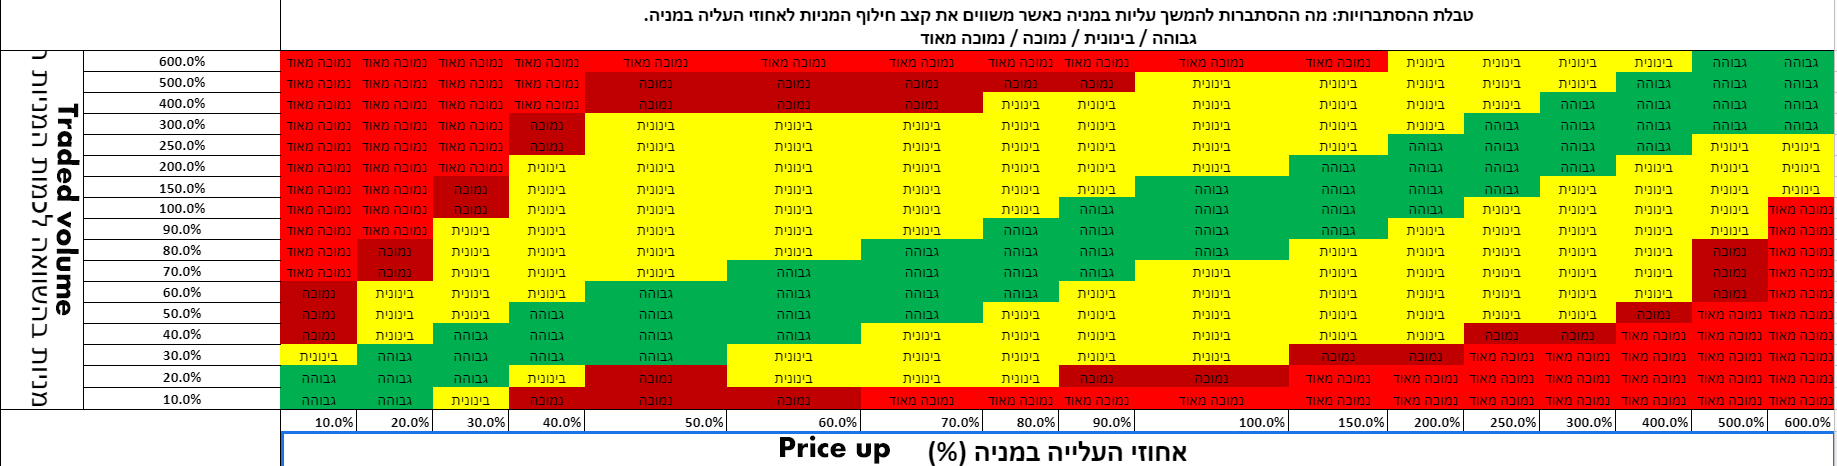 טבלת ההסתברויות: מה ההסתברות להמשך עליות במניה כאשר משווים את קצב חילוף המניות לאחוזי העליה במניה.
גבוהה / בינונית / נמוכה / נמוכה מאוד
מניות בהשוואה לכמות המניות
Traded volume
600.0% נמוכה מאוד נמוכה מאוד נמוכה מאוד נמוכה מאוד נמוכה מאוד נמוכה מאוד נמוכה מאוד נמוכה מאוד נמוכה מאוד נמוכה מאוד נמוכה מאוד בינונית בינונית בינונית בינונית גבוהה גבוהה
500.0% נמוכה מאוד נמוכה מאוד נמוכה מאוד נמוכה מאוד נמוכה נמוכה נמוכה נמוכה נמוכה בינונית בינונית בינונית בינונית בינונית גבוהה גבוהה גבוהה
400.0% נמוכה מאוד נמוכה מאוד נמוכה מאוד נמוכה מאוד נמוכה נמוכה נמוכה בינונית בינונית בינונית בינונית בינונית בינונית גבוהה גבוהה גבוהה גבוהה
300.0% נמוכה מאוד נמוכה מאוד נמוכה מאוד נמוכה בינונית בינונית בינונית בינונית בינונית בינונית בינונית בינונית גבוהה גבוהה גבוהה גבוהה גבוהה
250.0% נמוכה מאוד נמוכה מאוד נמוכה מאוד נמוכה בינונית בינונית בינונית בינונית בינונית בינונית בינונית גבוהה גבוהה גבוהה גבוהה בינונית בינונית
200.0% נמוכה מאוד נמוכה מאוד נמוכה מאוד בינונית בינונית בינונית בינונית בינונית בינונית בינונית גבוהה גבוהה גבוהה גבוהה בינונית בינונית בינונית
150.0% נמוכה מאוד נמוכה מאוד נמוכה בינונית בינונית בינונית בינונית בינונית בינונית גבוהה גבוהה גבוהה גבוהה בינונית בינונית בינונית בינונית
100.0% נמוכה מאוד נמוכה מאוד נמוכה בינונית בינונית בינונית בינונית בינונית גבוהה גבוהה גבוהה גבוהה בינונית בינונית בינונית בינונית נמוכה מאוד
90.0% נמוכה מאוד נמוכה מאוד בינונית בינונית בינונית בינונית בינונית גבוהה גבוהה גבוהה גבוהה בינונית בינונית בינונית בינונית בינונית נמוכה מאוד
80.0% נמוכה מאוד נמוכה בינונית בינונית בינונית בינונית גבוהה גבוהה גבוהה גבוהה בינונית בינונית בינונית בינונית בינונית נמוכה נמוכה מאוד
70.0% נמוכה מאוד נמוכה בינונית בינונית בינונית גבוהה גבוהה גבוהה גבוהה בינונית בינונית בינונית בינונית בינונית בינונית נמוכה נמוכה מאוד
60.0% נמוכה בינונית בינונית בינונית גבוהה גבוהה גבוהה גבוהה בינונית בינונית בינונית בינונית בינונית בינונית בינונית נמוכה נמוכה מאוד
50.0% נמוכה בינונית בינונית גבוהה גבוהה גבוהה גבוהה בינונית בינונית בינונית בינונית בינונית בינונית בינונית נמוכה נמוכה מאוד נמוכה מאוד
40.0% נמוכה בינונית גבוהה גבוהה גבוהה גבוהה בינונית בינונית בינונית בינונית בינונית בינונית נמוכה נמוכה נמוכה מאוד נמוכה מאוד נמוכה מאוד
30.0% בינונית גבוהה גבוהה גבוהה גבוהה בינונית בינונית בינונית בינונית בינונית נמוכה נמוכה נמוכה מאוד נמוכה מאוד נמוכה מאוד נמוכה מאוד נמוכה מאוד
20.0% גבוהה גבוהה גבוהה בינונית נמוכה בינונית בינונית בינונית נמוכה נמוכה נמוכה מאוד נמוכה מאוד נמוכה מאוד נמוכה מאוד נמוכה מאוד נמוכה מאוד נמוכה מאוד
10.0% גבוהה גבוהה בינונית נמוכה נמוכה נמוכה נמוכה מאוד נמוכה מאוד נמוכה מאוד נמוכה מאוד נמוכה מאוד נמוכה מאוד נמוכה מאוד נמוכה מאוד נמוכה מאוד נמוכה מאוד נמוכה מאוד
10.0% 20.0% 30.0% 40.0% 50.0% 60.0% 70.0% 80.0% 90.0% 100.0% 150.0% 200.0% 250.0% 300.0% 400.0% 500.0% 600.0%
Price up אחוזי העלייה במניה (%)